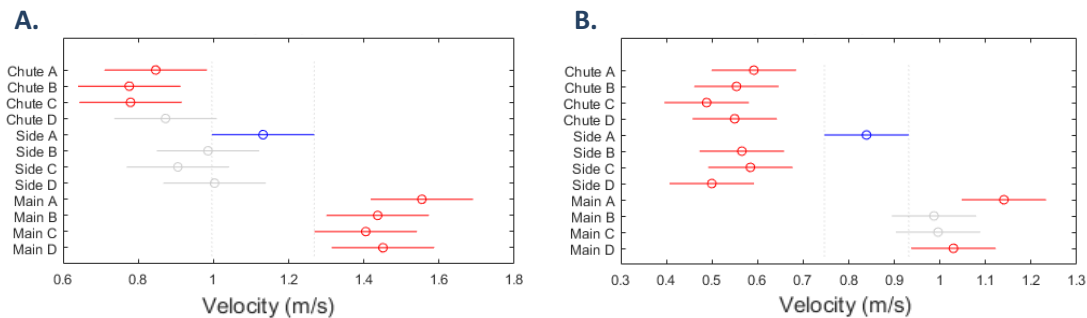 A.
Chute A
Chute B
Chute C
Chute D
Side A
Side B
Side C
Side D
Main A
Main B
Main C
Main D
0.6 0.8 1 1.2 1.4 1.6 1.8
Velocity (m/s)
B.
Chute A
Chute B
Chute C
Chute D
Side A
Side B
Side C
Side D
Main A
Main B
Main C
Main D
0.3 0.4 0.5 0.6 0.7 0.8 0.9 1 1.1 1.2 1.3
Velocity (m/s)